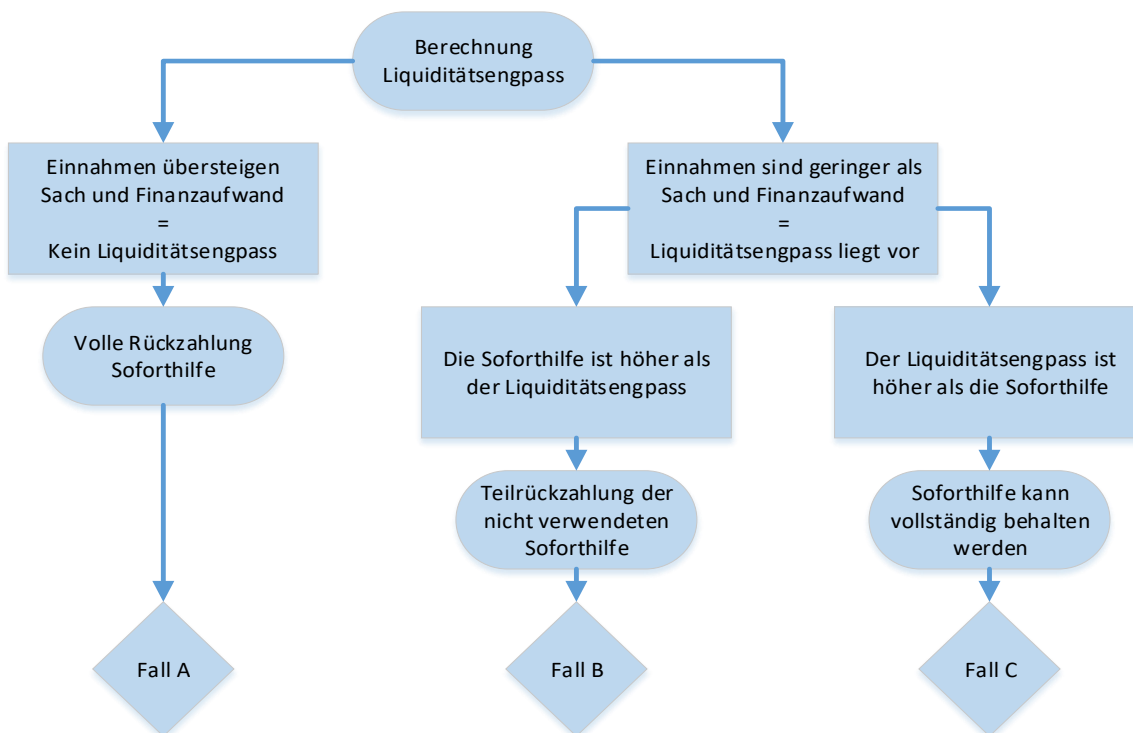 Berechnung
Liquiditätsengpass
Einnahmen übersteigen
Sach und Finanzaufwand
=
Kein Liquiditätsengpass
Einnahmen sind geringer als
Sach und Finanzaufwand
=
Liquiditätsengpass liegt vor
Volle Rückzahlung
Soforthilfe
Die Soforthilfe ist höher als
der Liquiditätsengpass
Der Liquiditätsengpass ist
höher als die Soforthilfe
Teilrückzahlung der
nicht verwendeten
Soforthilfe
Soforthilfe kann
vollständig behalten
werden
Fall A
Fall B
Fall C